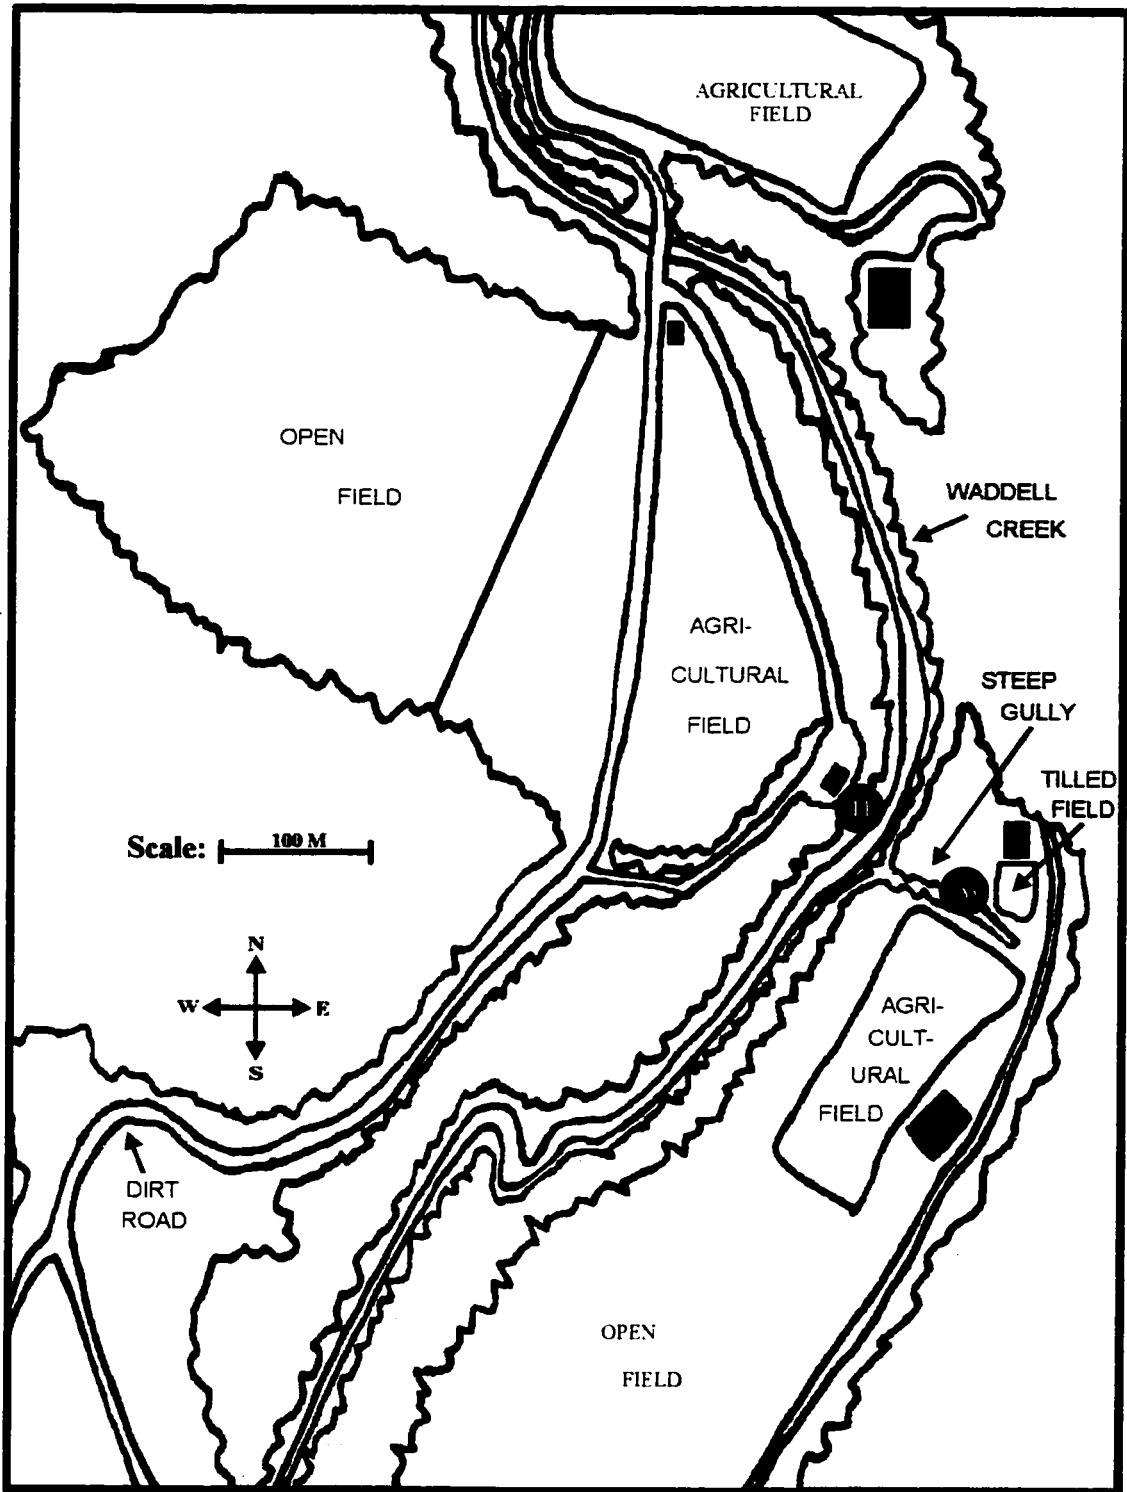 AGRICULTURAL
FIELD
OPEN
FIELD
WADDELL
CREEK
AGRI-
CULTURAL
FIELD
STEEP
GULLY
TILLED
FIELD
Scale: 100 M
N
W E
S
AGRI-
CULT-
URAL
FIELD
DIRT
ROAD
OPEN
FIELD